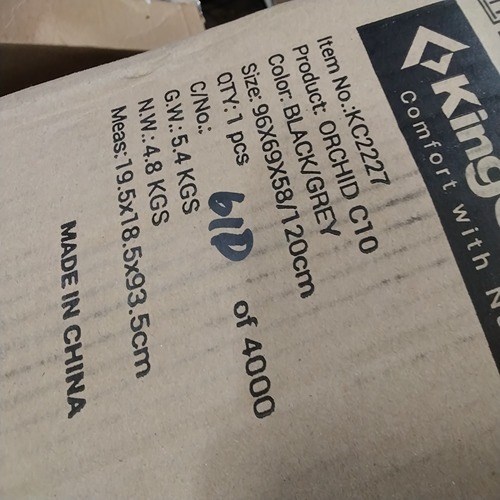 King
Comfort with N
Item No.:KC2227
Product: ORCHID C10
Color: BLACK/GREY
Size: 96X69X58/120cm
QTY: 1 pcs
C/No.: 610 of 4000
G.W.: 5.4 KGS
N.W.: 4.8 KGS
Meas:19.5x18.5x93.5cm
MADE IN CHINA